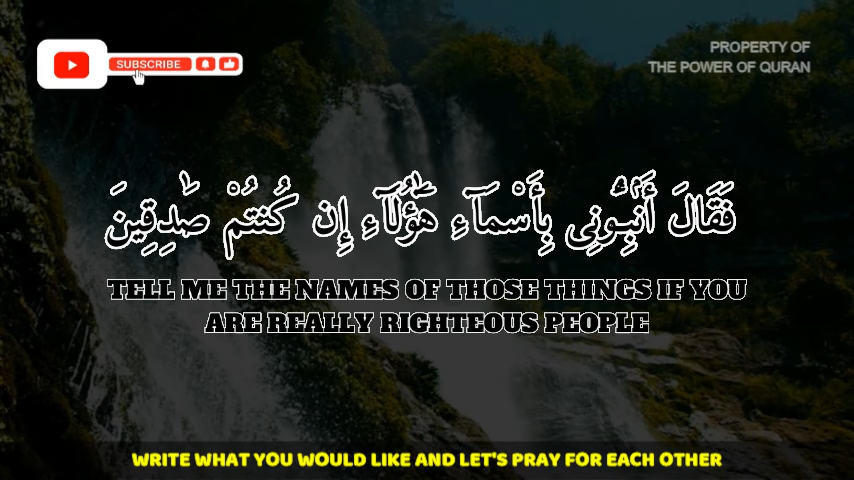 SUBSCRIBE
PROPERTY OF
THE POWER OF QURAN
فَقَالَ أَنۢبِـُٔونِى بِأَسْمَآءِ هَٰٓؤُلَآءِ إِن كُنتُمْ صَٰدِقِينَ
TELL ME THE NAMES OF THOSE THINGS IF YOU
ARE REALLY RIGHTEOUS PEOPLE
WRITE WHAT YOU WOULD LIKE AND LET'S PRAY FOR EACH OTHER